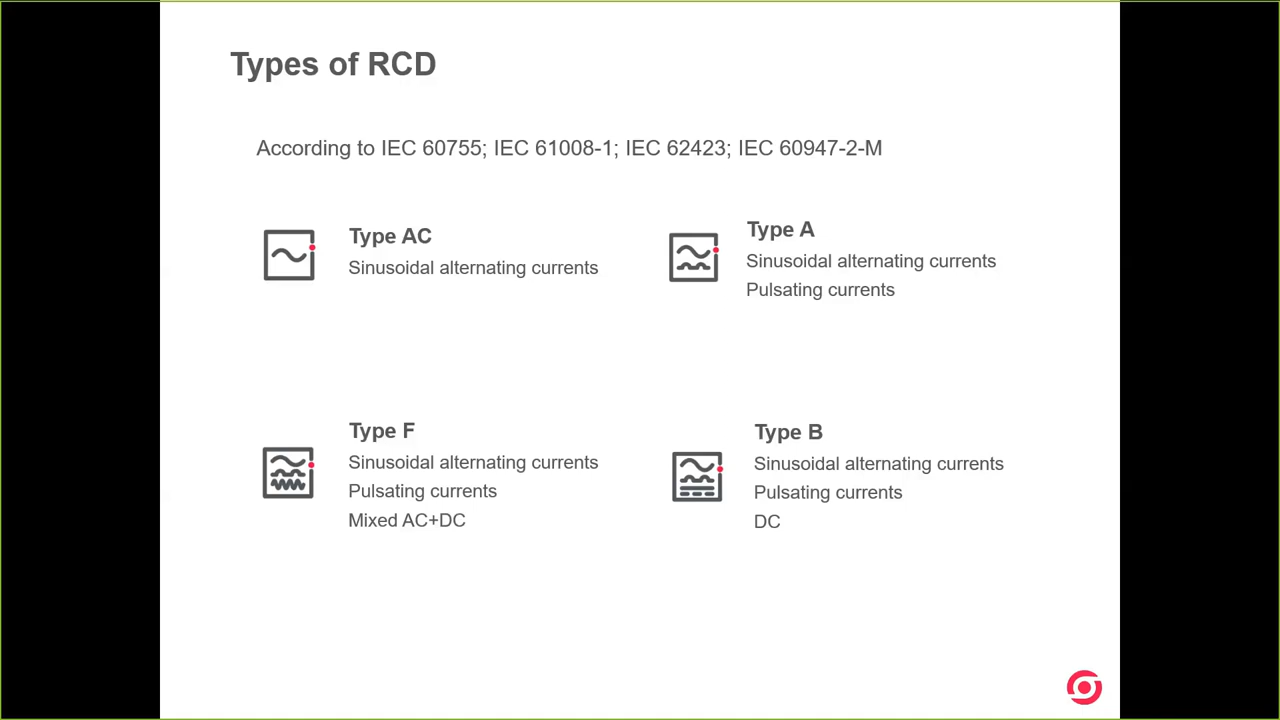 Types of RCD
According to IEC 60755; IEC 61008-1; IEC 62423; IEC 60947-2-M
Type AC
Sinusoidal alternating currents
Type A
Sinusoidal alternating currents
Pulsating currents
Type F
Sinusoidal alternating currents
Pulsating currents
Mixed AC+DC
Type B
Sinusoidal alternating currents
Pulsating currents
DC